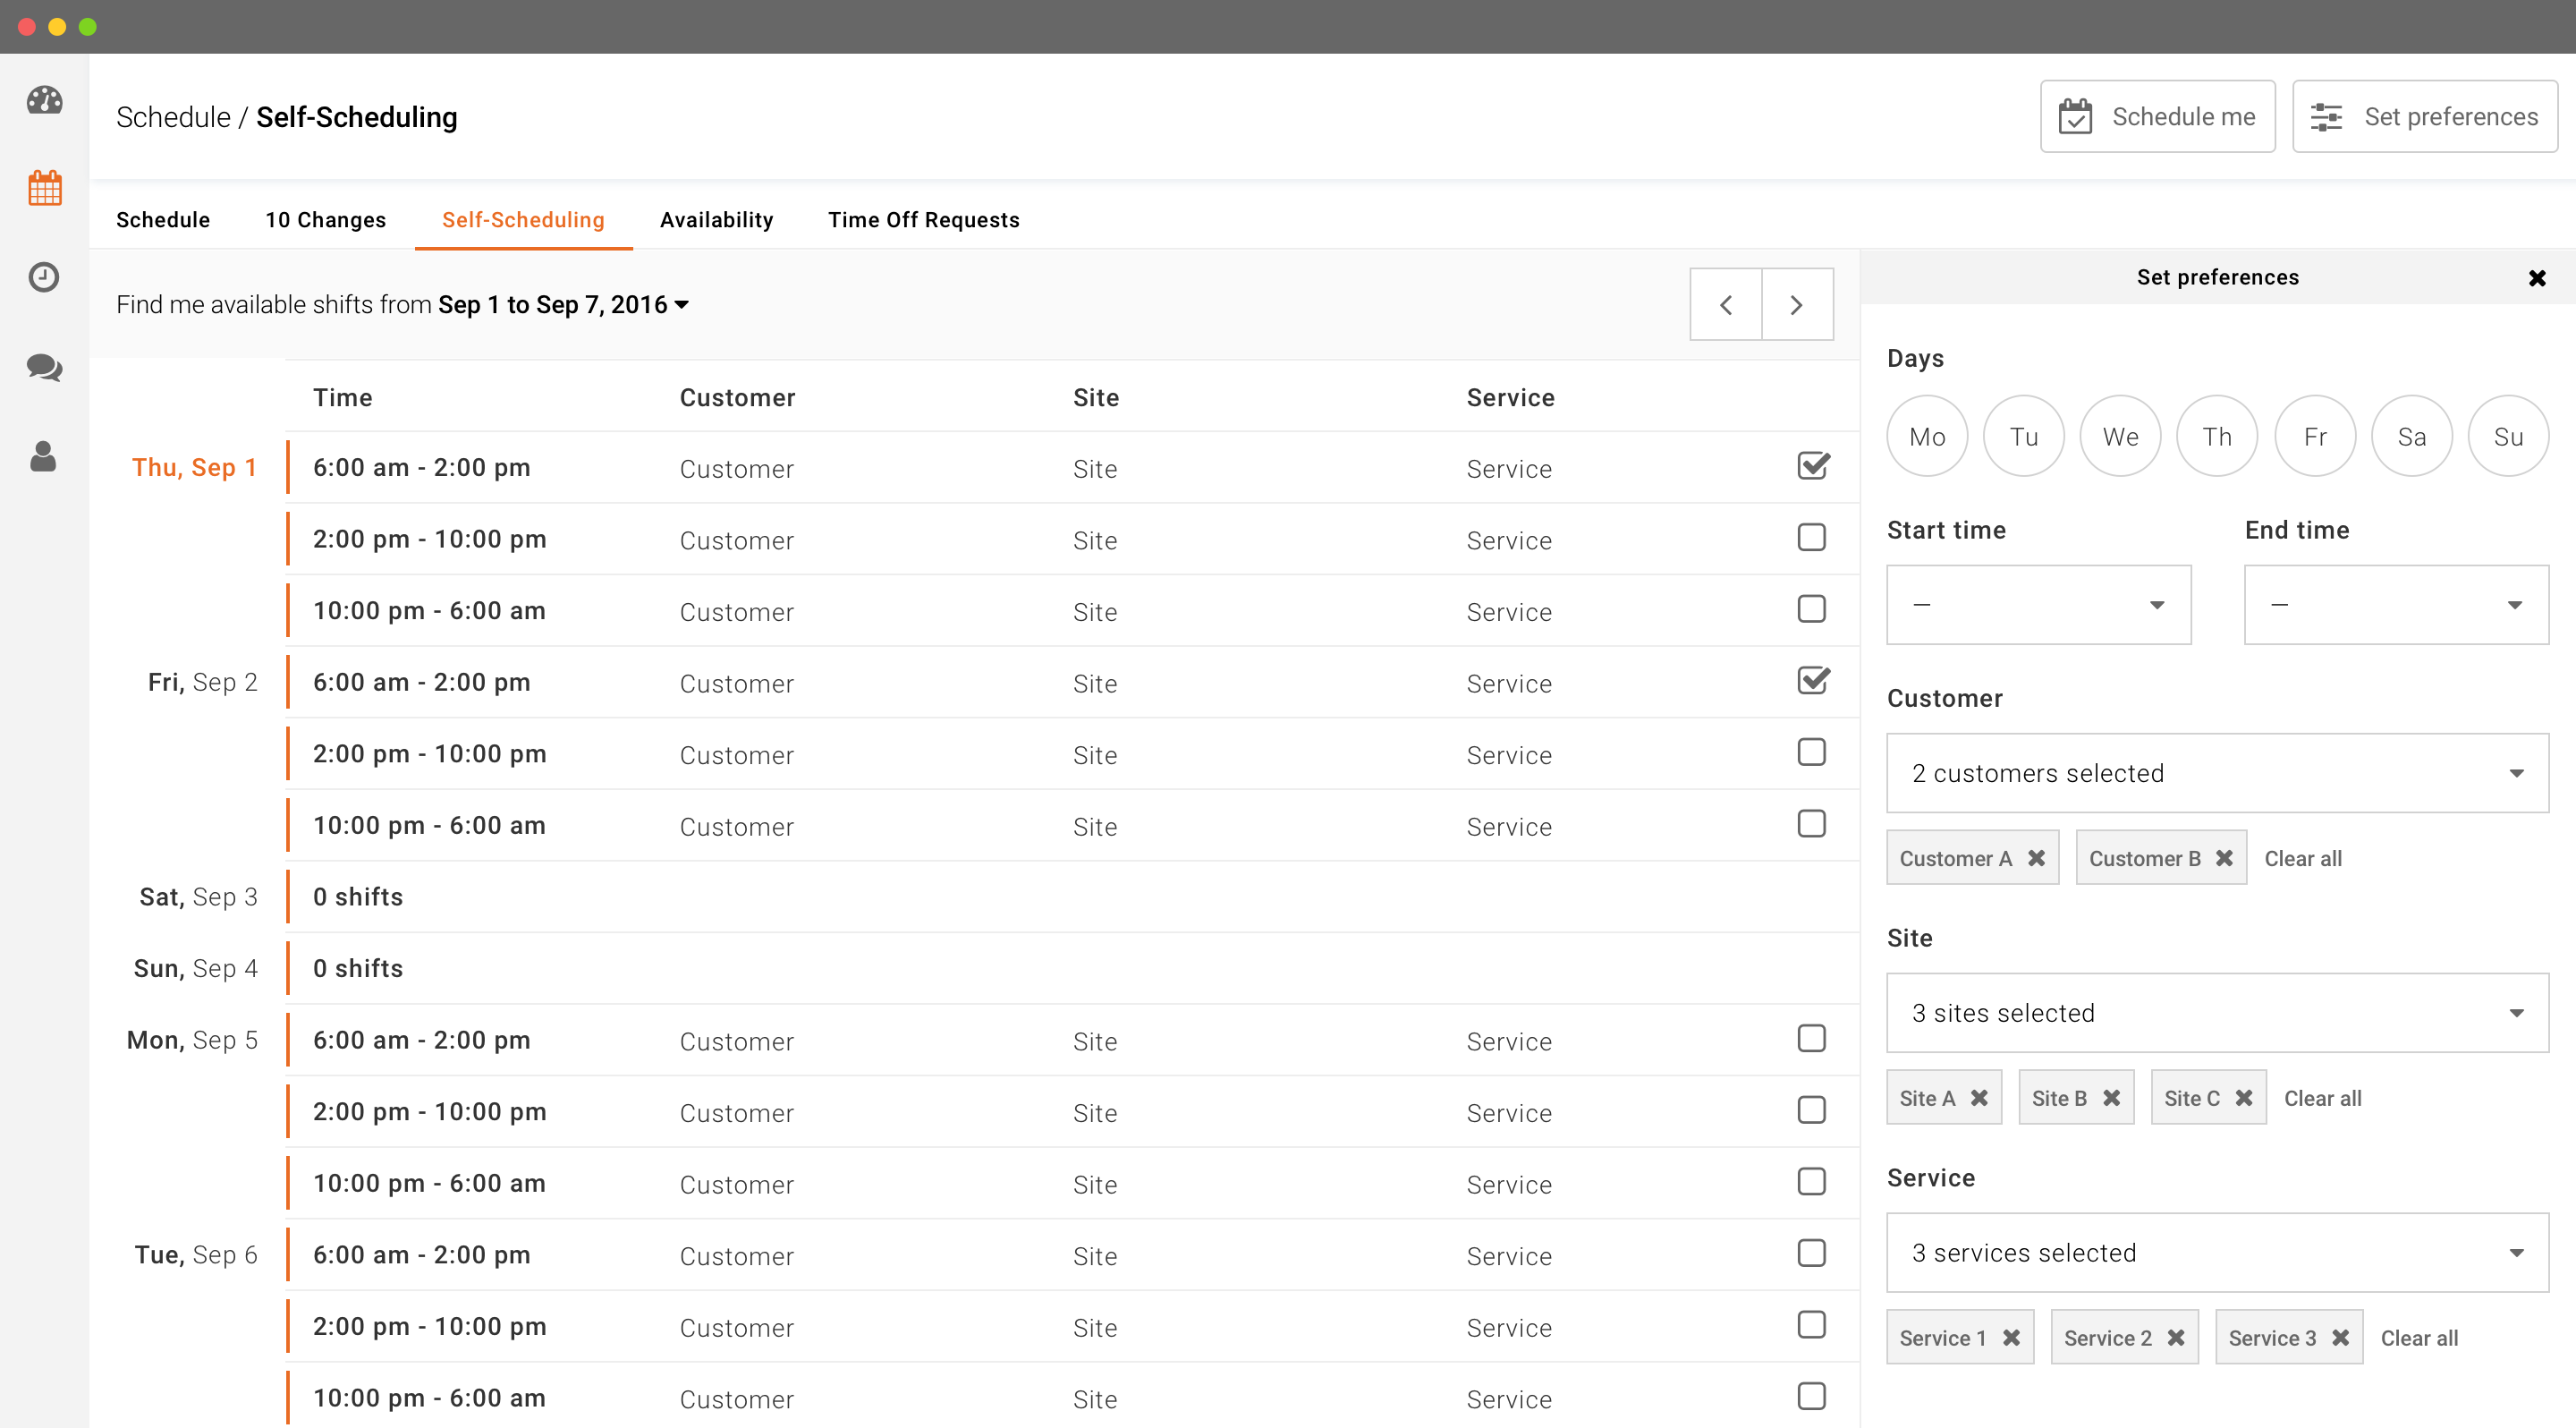 Schedule / Self-Scheduling
Schedule me
Set preferences
Schedule
10 Changes
Self-Scheduling
Availability
Time Off Requests
Find me available shifts from Sep 1 to Sep 7, 2016
Time Customer Site Service
Thu, Sep 1 6:00 am - 2:00 pm Customer Site Service
2:00 pm - 10:00 pm Customer Site Service
10:00 pm - 6:00 am Customer Site Service
Fri, Sep 2 6:00 am - 2:00 pm Customer Site Service
2:00 pm - 10:00 pm Customer Site Service
10:00 pm - 6:00 am Customer Site Service
Sat, Sep 3 0 shifts
Sun, Sep 4 0 shifts
Mon, Sep 5 6:00 am - 2:00 pm Customer Site Service
2:00 pm - 10:00 pm Customer Site Service
10:00 pm - 6:00 am Customer Site Service
Tue, Sep 6 6:00 am - 2:00 pm Customer Site Service
2:00 pm - 10:00 pm Customer Site Service
10:00 pm - 6:00 am Customer Site Service
Set preferences
Days
Mo Tu We Th Fr Sa Su
Start time End time
– –
Customer
2 customers selected
Customer A Customer B Clear all
Site
3 sites selected
Site A Site B Site C Clear all
Service
3 services selected
Service 1 Service 2 Service 3 Clear all